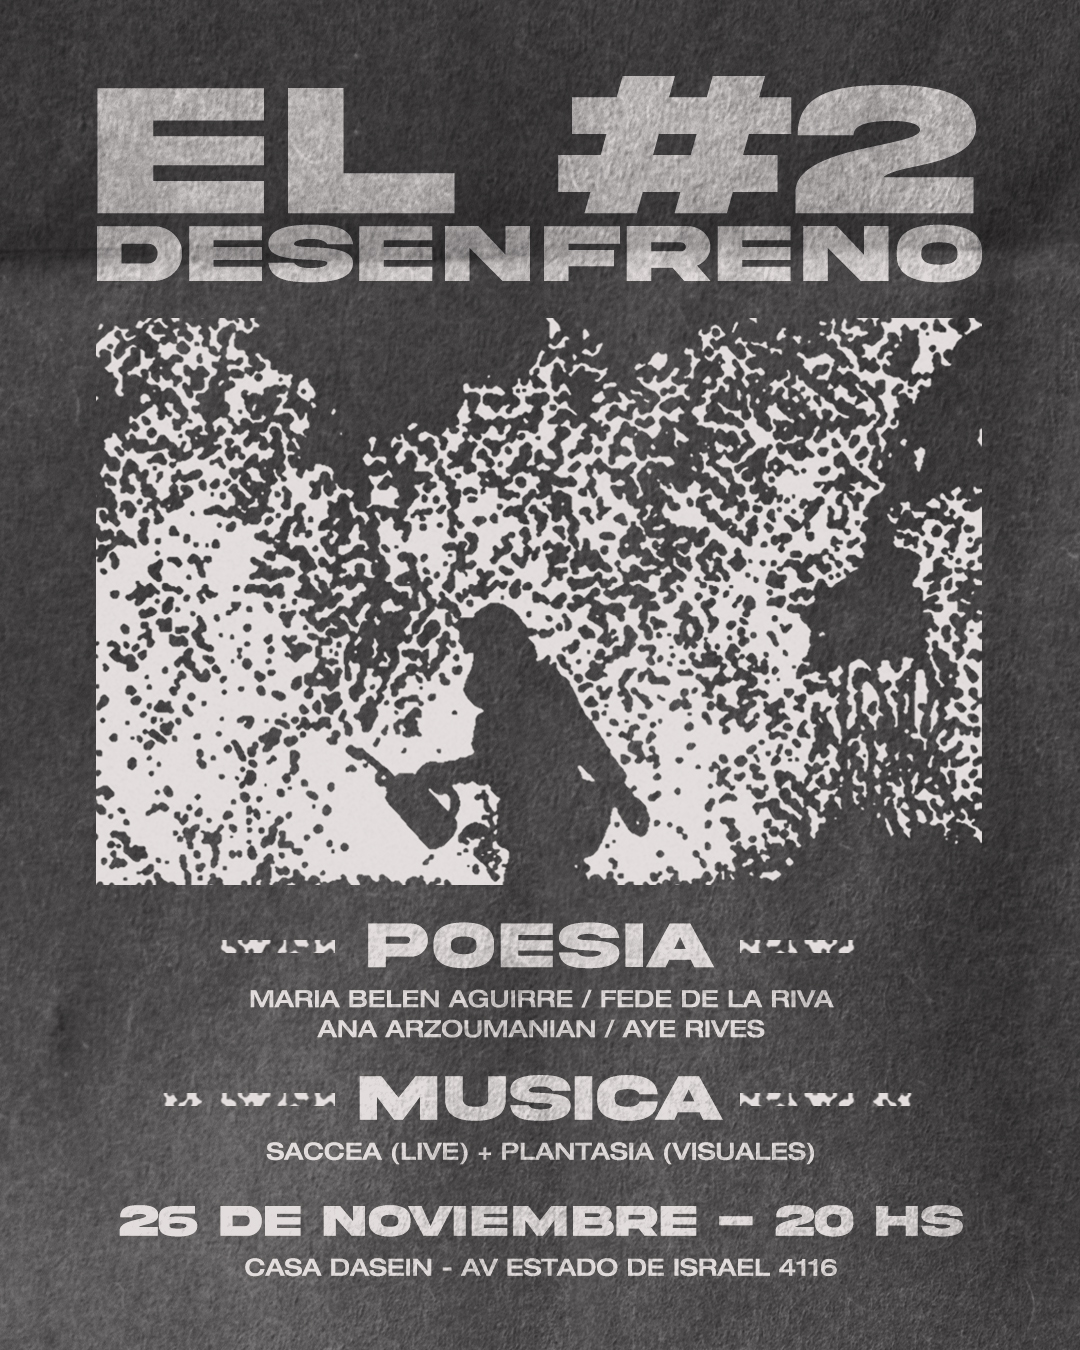 EL #2
DESENFRENO
POESIA
MARIA BELEN AGUIRRE / FEDE DE LA RIVA
ANA ARZOUMANIAN / AYE RIVES
MUSICA
SACCEA (LIVE) + PLANTASIA (VISUALES)
26 DE NOVIEMBRE - 20 HS
CASA DASEIN - AV ESTADO DE ISRAEL 4116